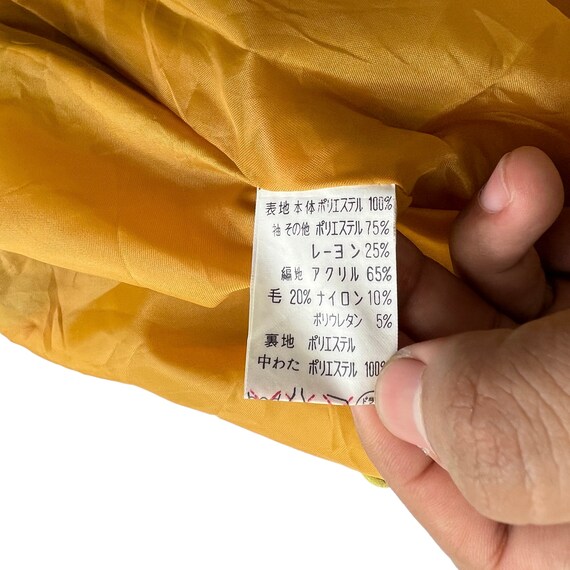 表地 本体 ポリエステル 100%
袖 その他 ポリエステル 75%
レーヨン 25%
編地 アクリル 65%
毛 20% ナイロン 10%
ポリウレタン 5%
裏地 ポリエステル
中わた ポリエステル 100%
ドラ